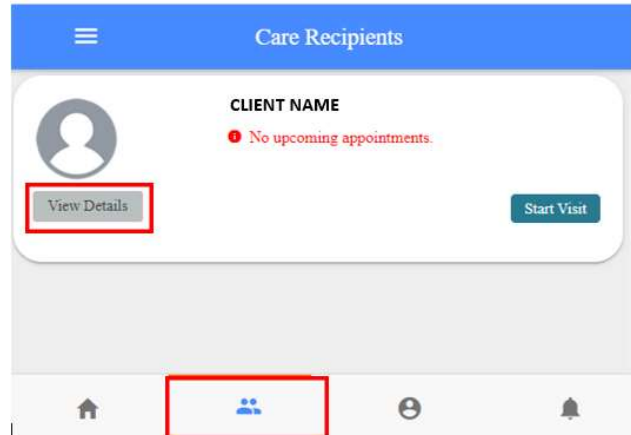 Care Recipients
CLIENT NAME
No upcoming appointments.
View Details
Start Visit